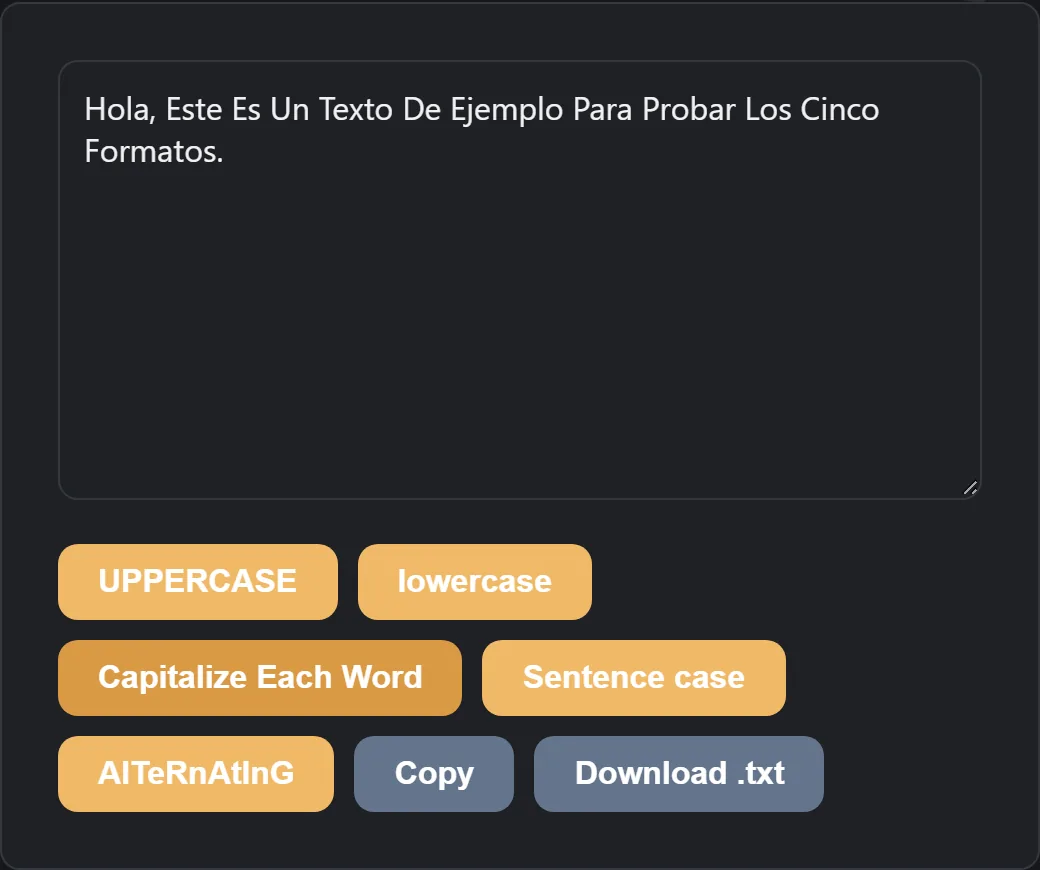 Hola, Este Es Un Texto De Ejemplo Para Probar Los Cinco
Formatos.
UPPERCASE
lowercase
Capitalize Each Word
Sentence case
AlTeRnAtInG
Copy
Download .txt